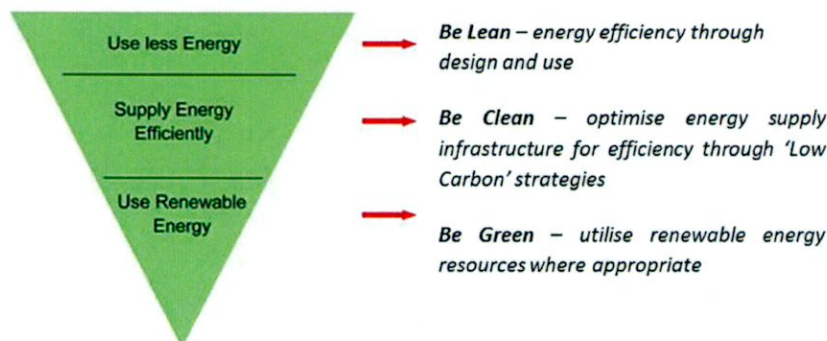 Use less Energy
Be Lean – energy efficiency through
design and use
Supply Energy
Efficiently
Be Clean – optimise energy supply
infrastructure for efficiency through ‘Low
Carbon’ strategies
Use Renewable
Energy
Be Green – utilise renewable energy
resources where appropriate